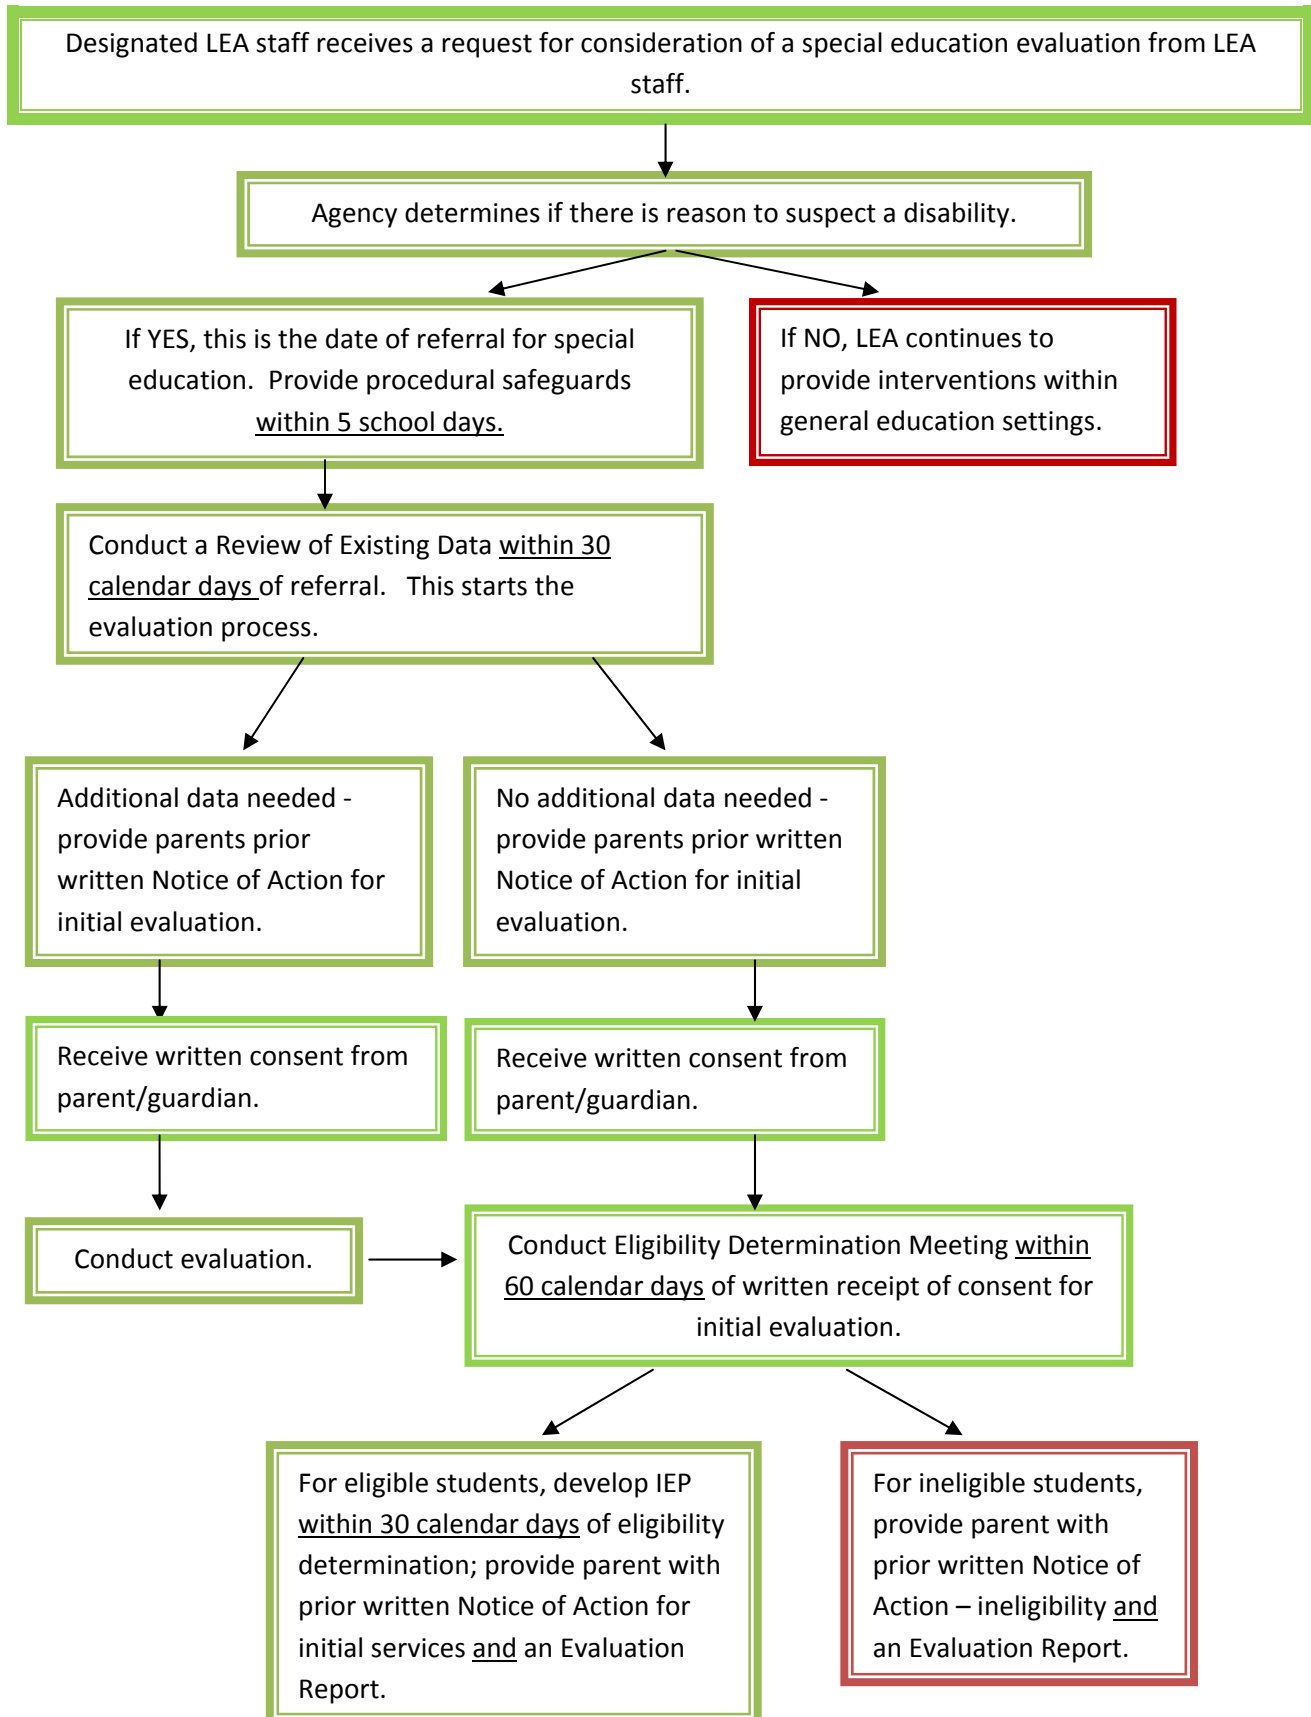 Designated LEA staff receives a request for consideration of a special education evaluation from LEA
staff.
Agency determines if there is reason to suspect a disability.
If YES, this is the date of referral for special
education.  Provide procedural safeguards
within 5 school days.
If NO, LEA continues to
provide interventions within
general education settings.
Conduct a Review of Existing Data within 30
calendar days of referral.   This starts the
evaluation process.
Additional data needed -
provide parents prior
written Notice of Action for
initial evaluation.
No additional data needed -
provide parents prior written
Notice of Action for initial
evaluation.
Receive written consent from
parent/guardian.
Receive written consent from
parent/guardian.
Conduct evaluation.
Conduct Eligibility Determination Meeting within
60 calendar days of written receipt of consent for
initial evaluation.
For eligible students, develop IEP
within 30 calendar days of eligibility
determination; provide parent with
prior written Notice of Action for
initial services and an Evaluation
Report.
For ineligible students,
provide parent with
prior written Notice of
Action – ineligibility and
an Evaluation Report.